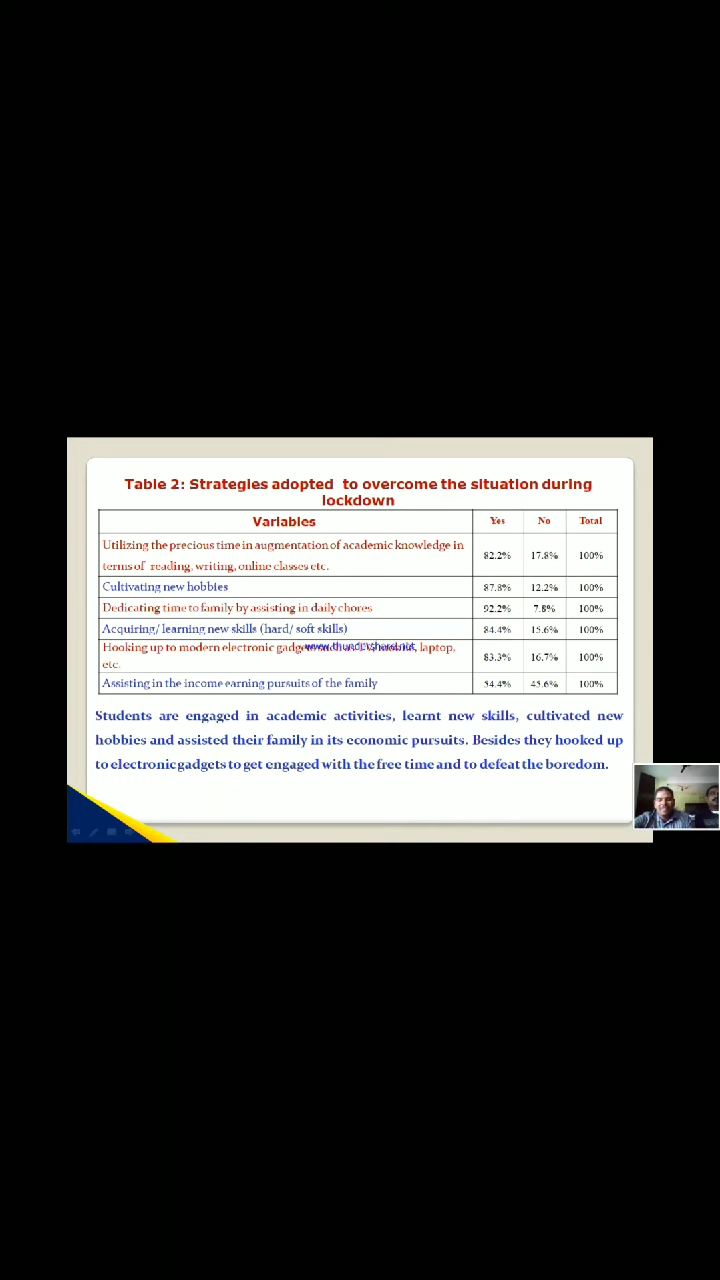 Table 2: Strategies adopted to overcome the situation during
lockdown
Variables Yes No Total
Utilizing the precious time in augmentation of academic knowledge in
terms of reading, writing, online classes etc. 82.2% 17.8% 100%
Cultivating new hobbies 87.8% 12.2% 100%
Dedicating time to family by assisting in daily chores 92.2% 7.8% 100%
Acquiring/ learning new skills (hard/ soft skills) 84.4% 15.6% 100%
Hooking up to modern electronic laptop,
etc. 83.3% 16.7% 100%
Assisting in the income earning pursuits of the family 54.4% 45.6% 100%
Students are engaged in academic activities, learnt new skills, cultivated new
hobbies and assisted their family in its economic pursuits. Besides they hooked up
to electronic gadgets to get engaged with the free time and to defeat the boredom.